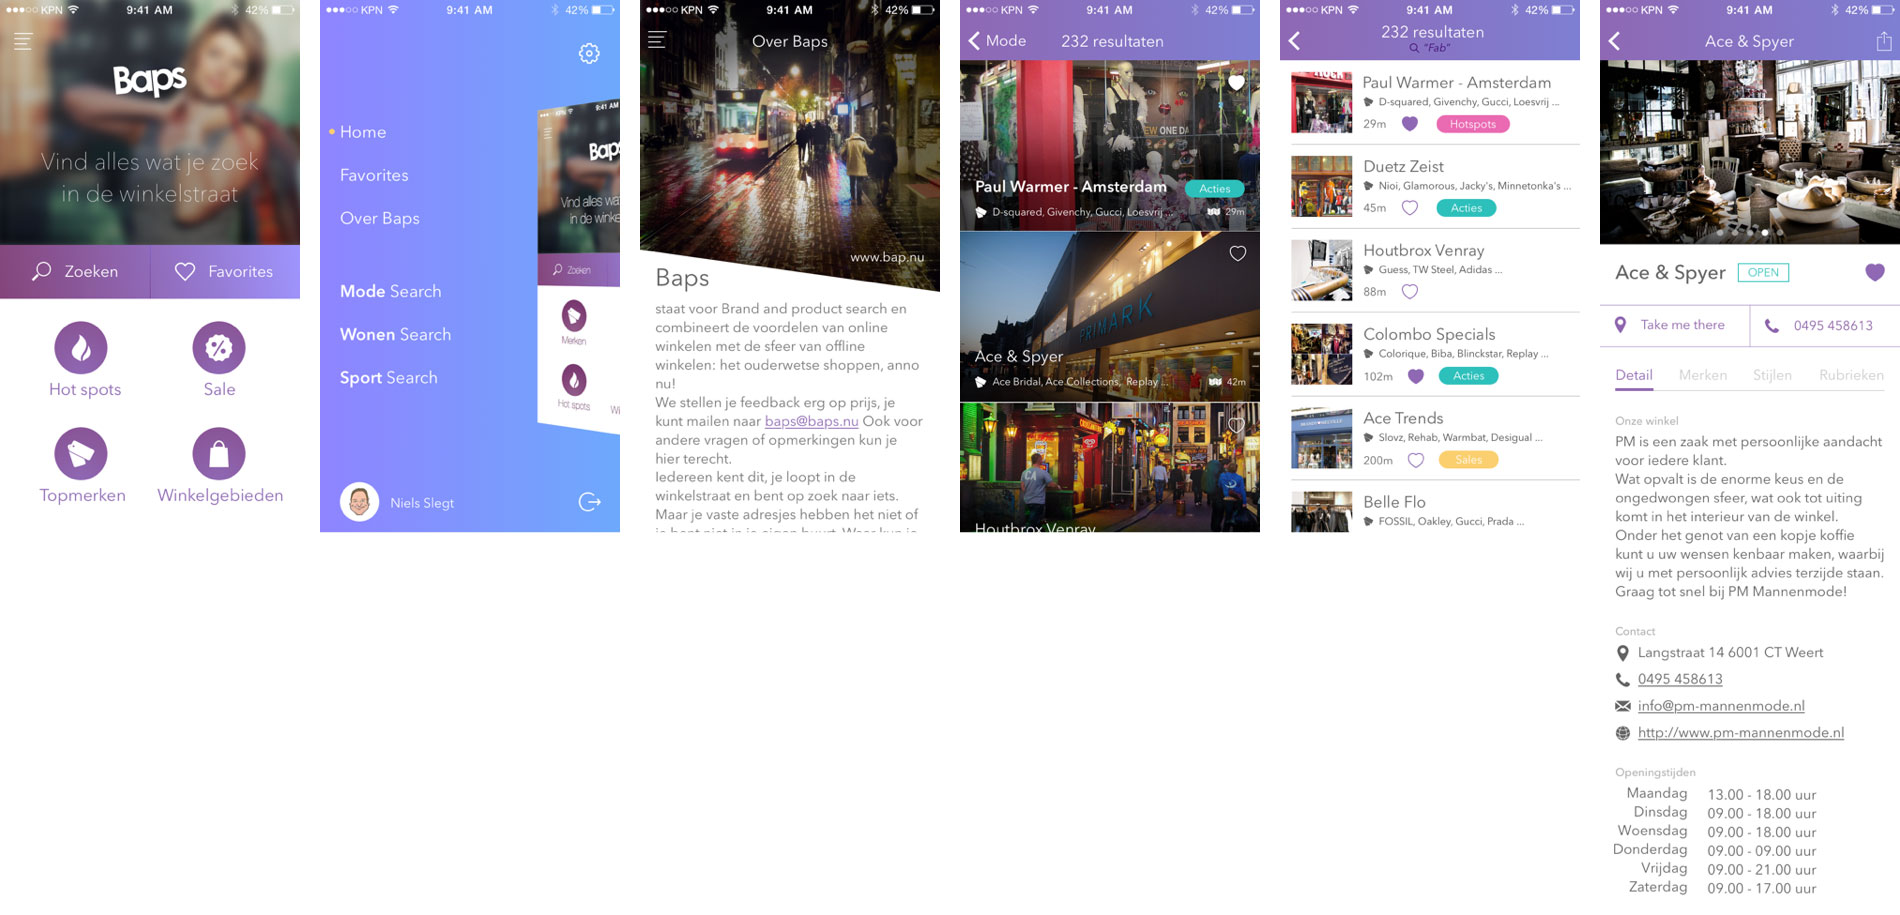 KPN 9:41 AM 42%
Baps
Vind alles wat je zoek
in de winkelstraat
Zoeken
Favorites
Hot spots
Sale
Topmerken
Winkelgebieden
KPN 9:41 AM 42%
Home
Favorites
Over Baps
Mode Search
Wonen Search
Sport Search
Niels Slegt
9:41 AM
Baps
Vind alles wat je
in de winkelst
Zoeken
Merken
Hot spots
Wi
KPN 9:41 AM 42%
Over Baps
www.bap.nu
Baps
staat voor Brand and product search en
combineert de voordelen van online
winkelen met de sfeer van offline
winkelen: het ouderwetse shoppen, anno
nu!
We stellen je feedback erg op prijs, je
kunt mailen naar baps@baps.nu Ook voor
andere vragen of opmerkingen kun je
hier terecht.
Iedereen kent dit, je loopt in de
winkelstraat en bent op zoek naar iets.
Maar je vaste adresjes hebben het niet of
KPN 9:41 AM 42%
Mode 232 resultaten
NEW ONE DA
Paul Warmer - Amsterdam Acties
D-squared, Givenchy, Gucci, Loesvrij ... 29m
PRIMARK
Ace & Spyer
Ace Bridal, Ace Collections, Replay ... 42m
Houtbrox Venray
KPN 9:41 AM 42%
232 resultaten
"Fab"
Paul Warmer - Amsterdam
D-squared, Givenchy, Gucci, Loesvrij ...
29m Hotspots
Duetz Zeist
Nioi, Glamorous, Jacky's, Minnetonka's ...
45m Acties
Houtbrox Venray
Guess, TW Steel, Adidas ...
88m
Colombo Specials
Colorique, Biba, Blinckstar, Replay ...
102m Acties
Ace Trends
Slovz, Rehab, Warmbat, Desigual ...
200m Sales
Belle Flo
FOSSIL, Oakley, Gucci, Prada ...
KPN 9:41 AM 42%
Ace & Spyer
Ace & Spyer OPEN
Take me there
0495 458613
Detail Merken Stijlen Rubrieken
Onze winkel
PM is een zaak met persoonlijke aandacht
voor iedere klant.
Wat opvalt is de enorme keus en de
ongedwongen sfeer, wat ook tot uiting
komt in het interieur van de winkel.
Onder het genot van een kopje koffie
kunt u uw wensen kenbaar maken, waarbij
wij u met persoonlijk advies terzijde staan.
Graag tot snel bij PM Mannenmode!
Contact
Langstraat 14 6001 CT Weert
0495 458613
info@pm-mannenmode.nl
http://www.pm-mannenmode.nl
Openingstijden
Maandag 13.00 - 18.00 uur
Dinsdag 09.00 - 18.00 uur
Woensdag 09.00 - 18.00 uur
Donderdag 09.00 - 09.00 uur
Vrijdag 09.00 - 21.00 uur
Zaterdag 09.00 - 17.00 uur